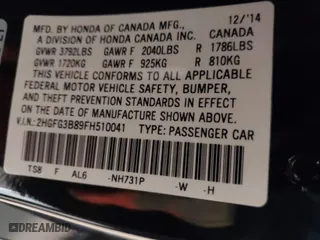 MFD. BY HONDA OF CANADA MFG., 12/'14
A DIVISION OF HONDA CANADA INC. CANADA
GVWR 3792LBS GAWR F 2040LBS R 1786LBS
GVWR 1720KG GAWR F 925KG R 810KG
THIS VEHICLE CONFORMS TO ALL APPLICABLE
FEDERAL MOTOR VEHICLE SAFETY, BUMPER,
AND THEFT PREVENTION STANDARDS IN EFFECT
ON DATE OF MANUFACTURE SHOWN ABOVE.
V.I.N.: 2HGFG3B89FH510041 TYPE: PASSENGER CAR
TS8 F AL6 -NH731P -W -H
DREAMBID